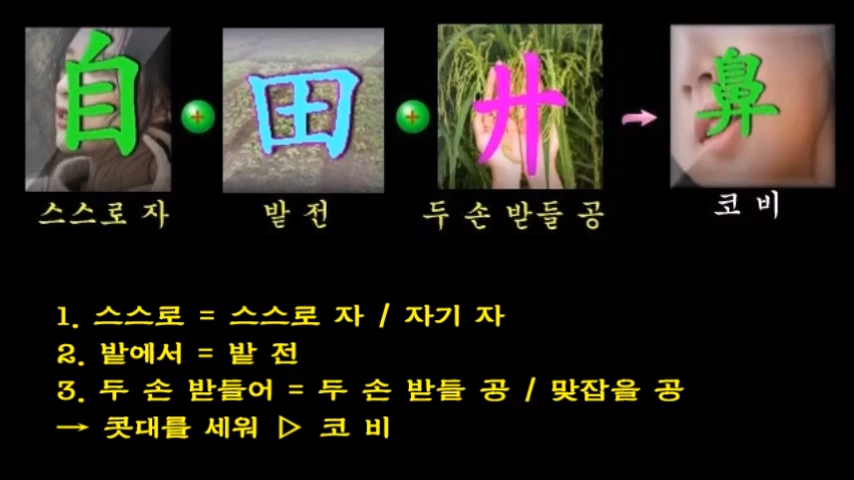 自 + 田 + 廾 → 鼻
스스로 자 밭 전 두 손 받들 공 코 비
1. 스스로 = 스스로 자 / 자기 자
2. 밭에서 = 밭 전
3. 두 손 받들어 = 두 손 받들 공 / 맞잡을 공
→ 콧대를 세워 ▷ 코 비